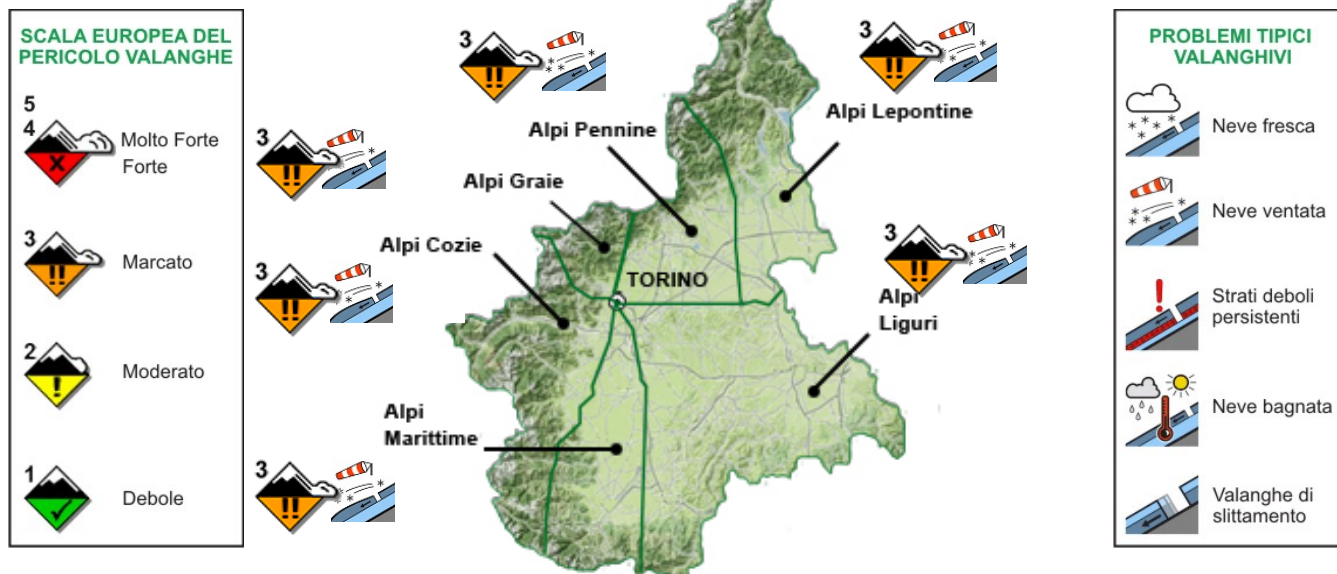 SCALA EUROPEA DEL
PERICOLO VALANGHE
5
4
Molto Forte
Forte
3
Marcato
2
Moderato
1
Debole
3
3
3
3
3
3
Alpi Lepontine
Alpi Pennine
Alpi Graie
Alpi Cozie
TORINO
Alpi
Liguri
Alpi
Marittime
PROBLEMI TIPICI
VALANGHIVI
Neve fresca
Neve ventata
Strati deboli
persistenti
Neve bagnata
Valanghe di
slittamento